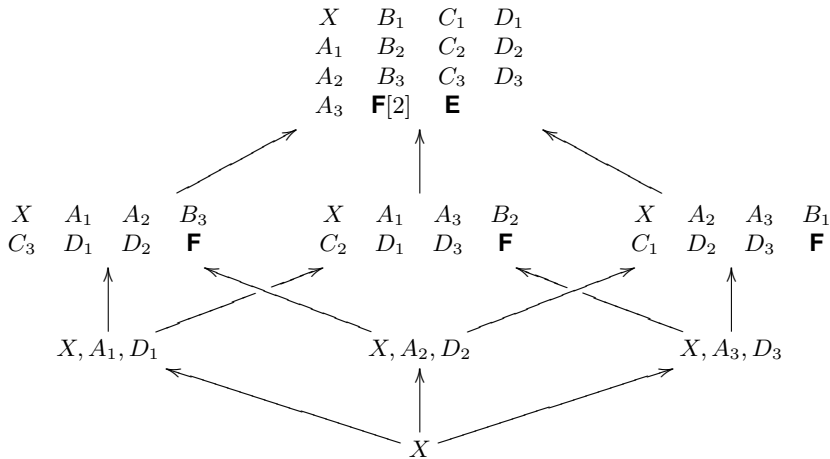 X B₁ C₁ D₁
A₁ B₂ C₂ D₂
A₂ B₃ C₃ D₃
A₃ F[2] E
X A₁ A₂ B₃ X A₁ A₃ B₂ X A₂ A₃ B₁
C₃ D₁ D₂ F C₂ D₁ D₃ F C₁ D₂ D₃ F
X, A₁, D₁ X, A₂, D₂ X, A₃, D₃
X